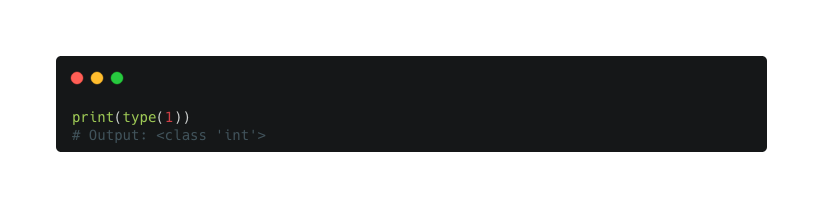 print(type(1))
# Output: <class 'int'>